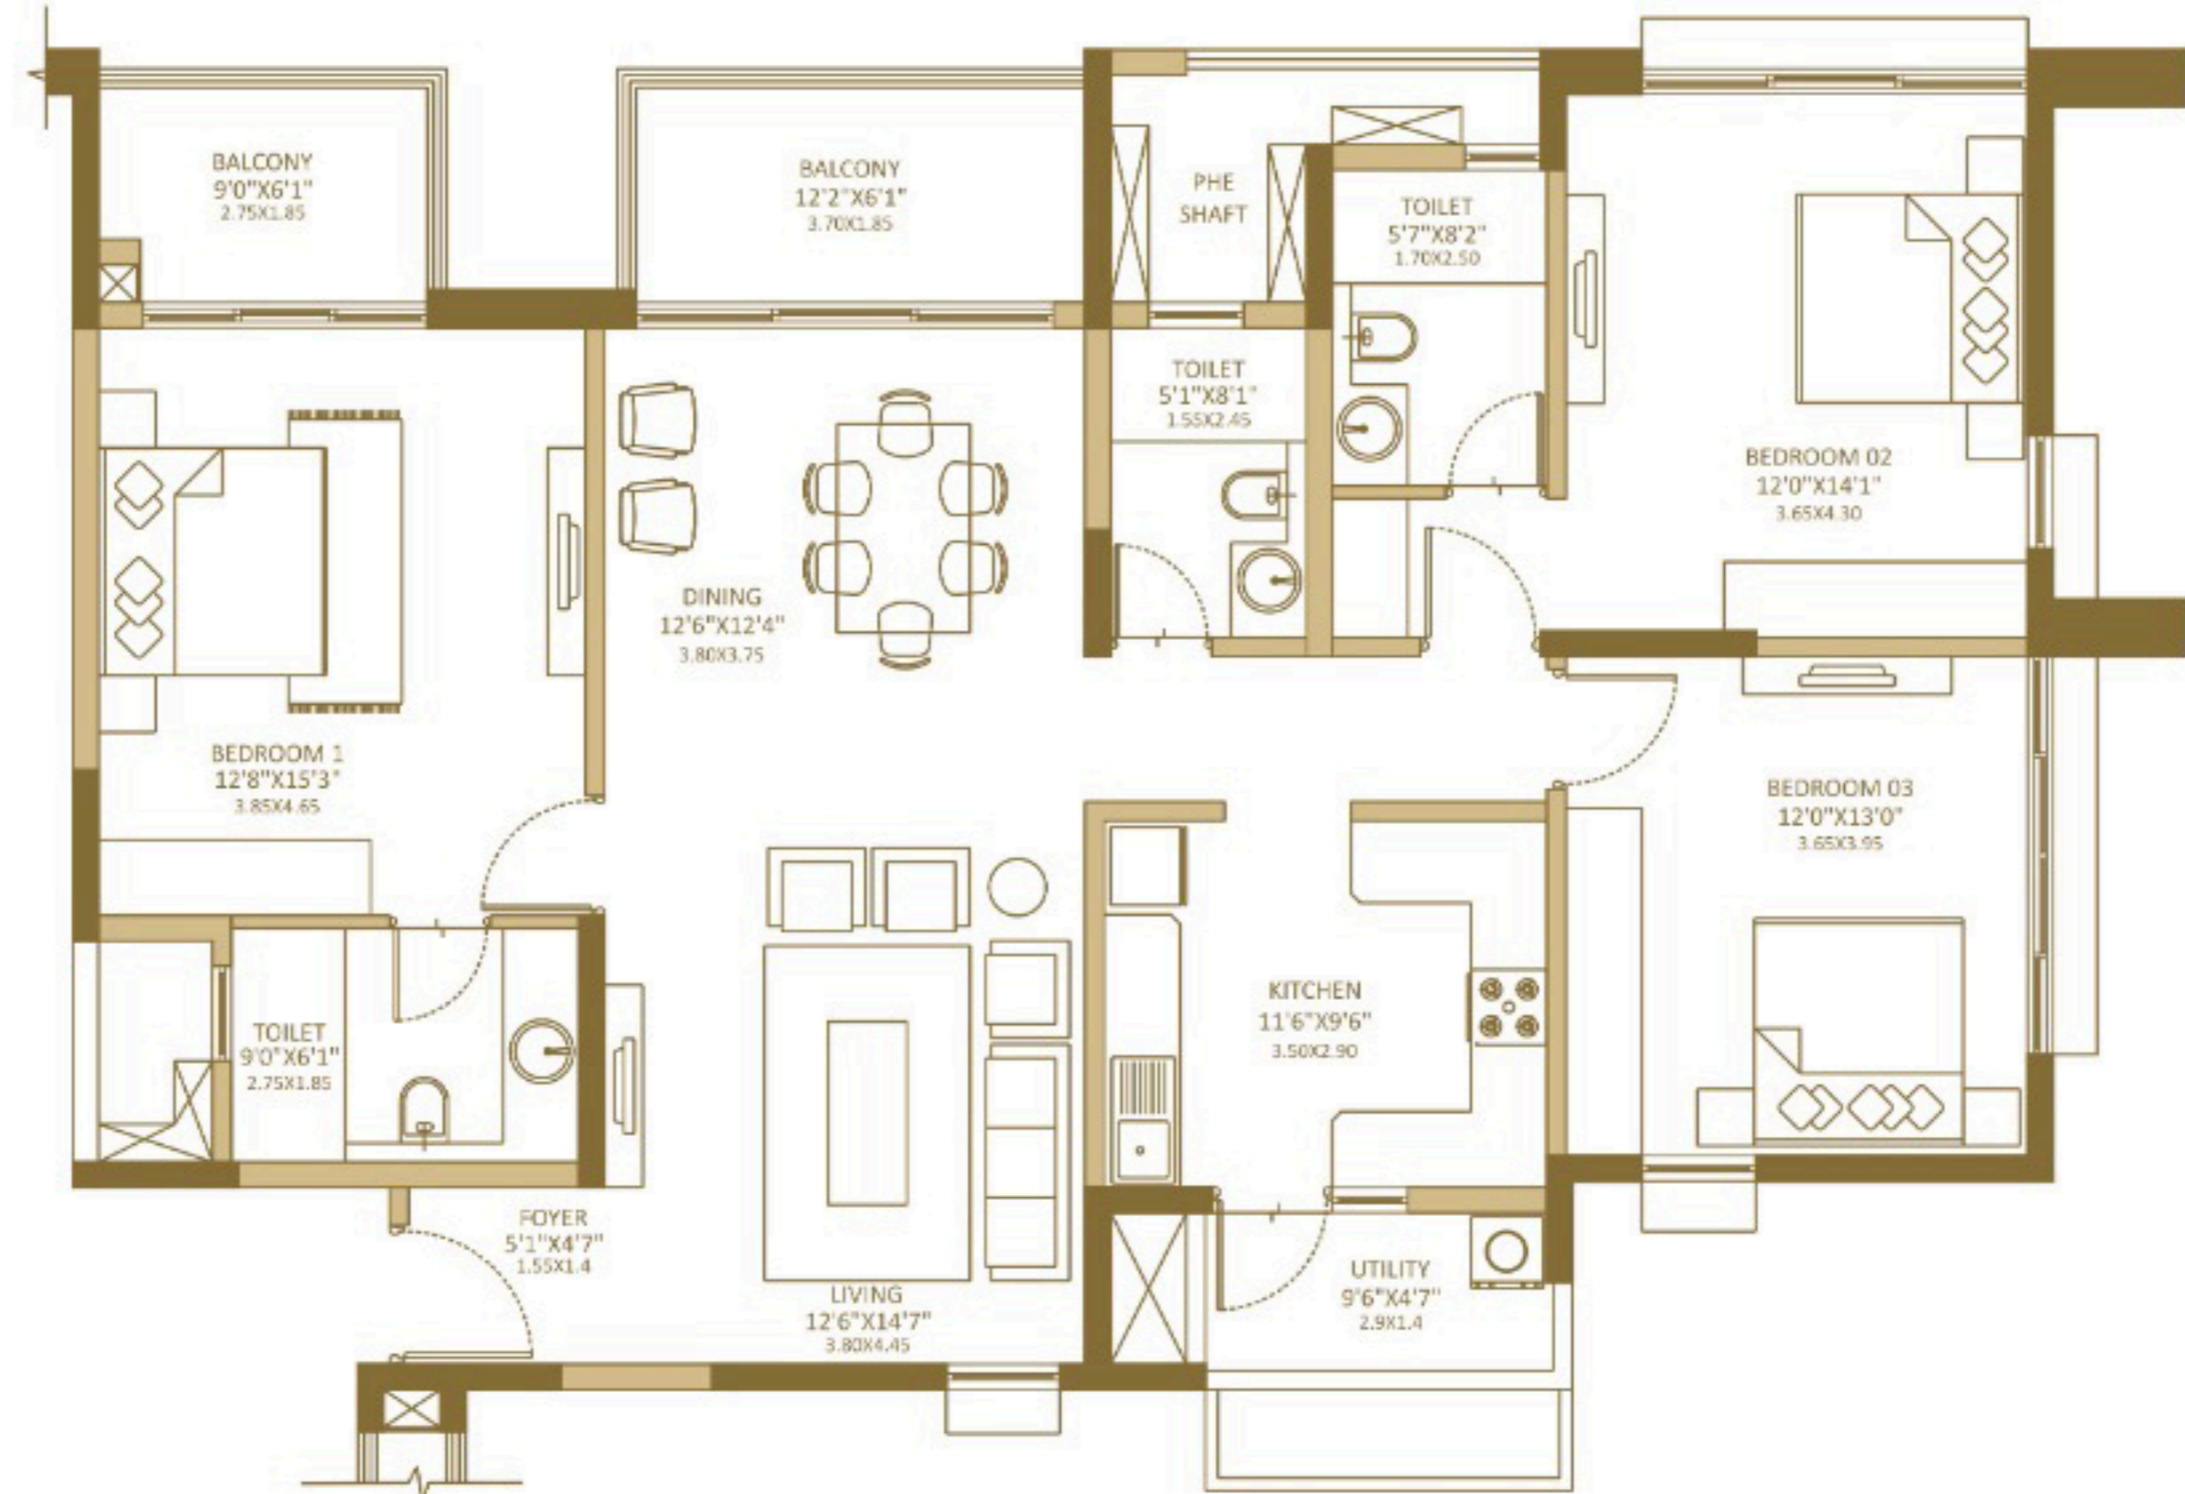 BALCONY
9'0"X6'1"
2.75X1.85
BALCONY
12'2"X6'1"
3.70X1.85
PHE
SHAFT
TOILET
5'7"X8'2"
1.70X2.50
TOILET
5'1"X8'1"
1.55X2.45
BEDROOM 02
12'0"X14'1"
3.65X4.30
DINING
12'6"X12'4"
3.80X3.75
BEDROOM 1
12'8"X15'3"
3.85X4.65
BEDROOM 03
12'0"X13'0"
3.65X3.95
KITCHEN
11'6"X9'6"
3.50X2.90
TOILET
9'0"X6'1"
2.75X1.85
FOYER
5'1"X4'7"
1.55X1.4
LIVING
12'6"X14'7"
3.80X4.45
UTILITY
9'6"X4'7"
2.9X1.4